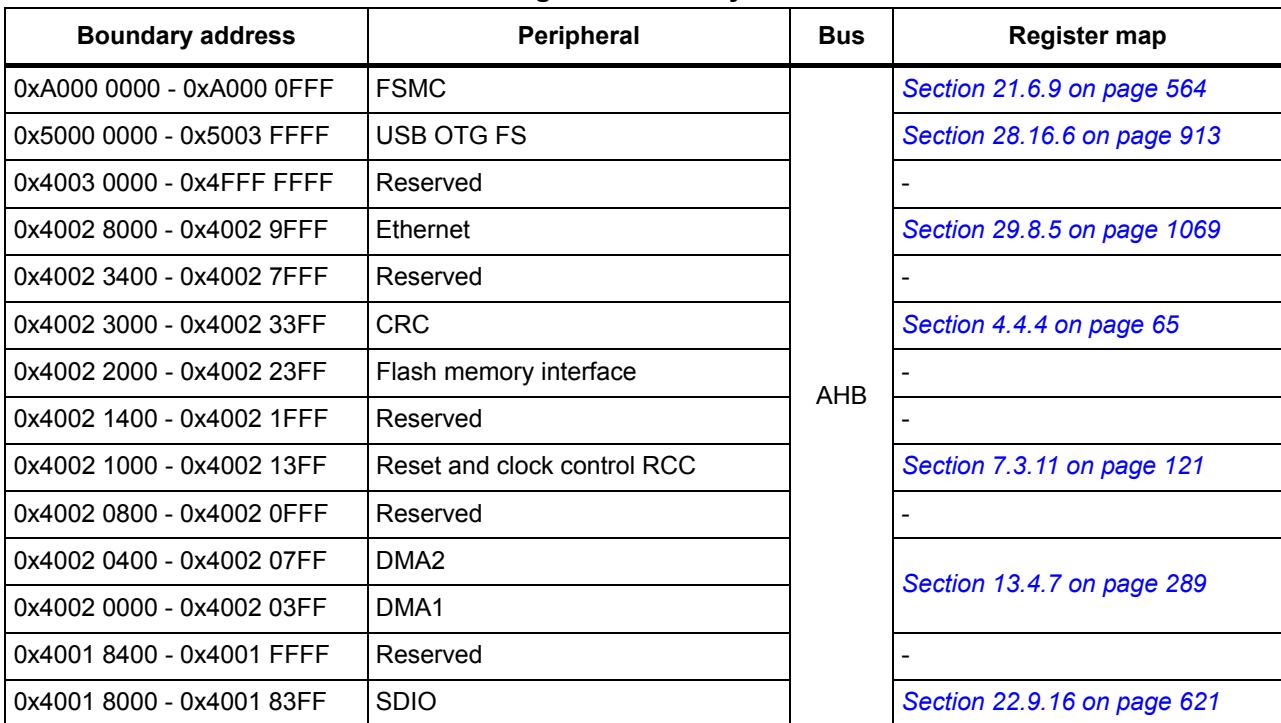 Boundary address Peripheral Bus Register map
0xA000 0000 - 0xA000 0FFF FSMC Section 21.6.9 on page 564
0x5000 0000 - 0x5003 FFFF USB OTG FS Section 28.16.6 on page 913
0x4003 0000 - 0x4FFF FFFF Reserved -
0x4002 8000 - 0x4002 9FFF Ethernet Section 29.8.5 on page 1069
0x4002 3400 - 0x4002 7FFF Reserved -
0x4002 3000 - 0x4002 33FF CRC Section 4.4.4 on page 65
0x4002 2000 - 0x4002 23FF Flash memory interface -
AHB
0x4002 1400 - 0x4002 1FFF Reserved -
0x4002 1000 - 0x4002 13FF Reset and clock control RCC Section 7.3.11 on page 121
0x4002 0800 - 0x4002 0FFF Reserved -
0x4002 0400 - 0x4002 07FF DMA2
Section 13.4.7 on page 289
0x4002 0000 - 0x4002 03FF DMA1
0x4001 8400 - 0x4001 FFFF Reserved -
0x4001 8000 - 0x4001 83FF SDIO Section 22.9.16 on page 621